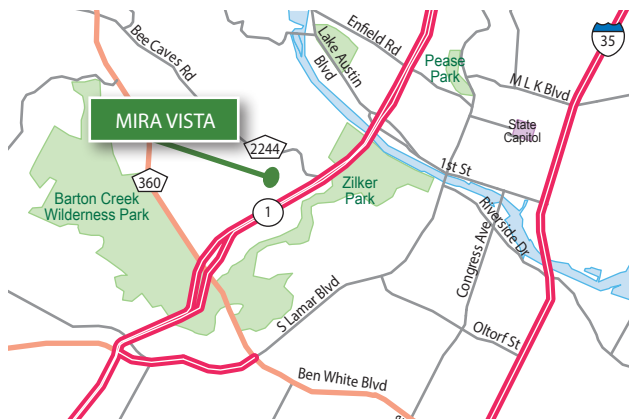 Bee Caves Rd
Lake Austin
Blvd
Enfield Rd
Pease
Park
35
M L K Blvd
MIRA VISTA
State
Capitol
2244
1st St
360
Barton Creek
Wilderness Park
Zilker
Park
1
Riverside Dr
Congress Ave
S Lamar Blvd
Oltorf St
Ben White Blvd